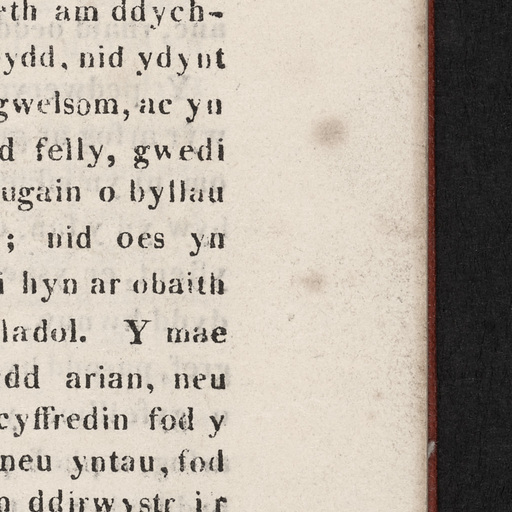 rth am ddych-
ydd, nid ydynt
gwelsom, ac yn
d felly, gwedi
ugain o byllau
; nid oes yn
i hyn ar obaith
ladol. Y mae
dd arian, neu
cyffredin fod y
neu yntau, fod
n ddirwystr i'r